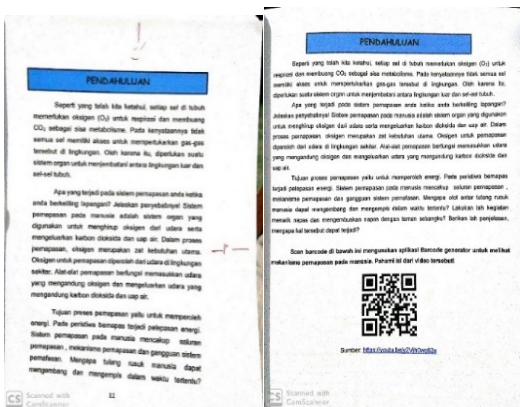 PENDAHULUAN
Seperti yang telah kita ketahui, setiap sel di tubuh
memerlukan oksigen (O₂) untuk respirasi dan membuang
CO₂ sebagai sisa metabolisme. Pada kenyataannya tidak
semua sel memiliki akses untuk mempertukarkan gas-gas
tersebut di lingkungan. Oleh karena itu, diperlukan suatu
sistem organ untuk menjembatani antara lingkungan luar dan
sel-sel tubuh.
Apa yang terjadi pada sistem pernapasan anda ketika
anda berkeliling lapangan? Jelaskan penyebabnya! Sistem
pernapasan pada manusia adalah sistem organ yang
digunakan untuk menghirup oksigen dari udara serta
mengeluarkan karbon dioksida dan uap air. Dalam proses
pernapasan, oksigen merupakan zat kebutuhan utama.
Oksigen untuk pernapasan diperoleh dari udara di lingkungan
sekitar. Alat-alat pernapasan berfungsi memasukkan udara
yang mengandung oksigen dan mengeluarkan udara yang
mengandung karbon dioksida dan uap air.
Tujuan proses pernapasan yaitu untuk memperoleh
energi. Pada peristiwa bernapas terjadi pelepasan energi.
Sistem pernapasan pada manusia mencakup saluran
pernapasan , mekanisme pernapasan dan gangguan sistem
pernafasan. Mengapa tulang rusuk manusia dapat
mengembang dan mengempis dalam waktu tertentu?
CS Scanned with
CamScanner
PENDAHULUAN
Seperti yang telah kita ketahui, setiap sel di tubuh memerlukan oksigen (O₂) untuk
respirasi dan membuang CO₂ sebagai sisa metabolisme. Pada kenyataannya tidak semua sel
memiliki akses untuk mempertukarkan gas-gas tersebut di lingkungan. Oleh karena itu,
diperlukan suatu sistem organ untuk menjembatani antara lingkungan luar dan sel-sel tubuh.
Apa yang terjadi pada sistem pernapasan anda ketika anda berkeliling lapangan?
Jelaskan penyebabnya! Sistem pernapasan pada manusia adalah sistem organ yang digunakan
untuk menghirup oksigen dari udara serta mengeluarkan karbon dioksida dan uap air. Dalam
proses pernapasan oksigen merupakan zat kebutuhan utama. Oksigen untuk pernapasan
diperoleh dari udara di lingkungan sekitar. Alat-alat pernapasan berfungsi memasukkan udara
yang mengandung oksigen dan mengeluarkan udara yang mengandung karbon dioksida dan
uap air.
Tujuan proses pernapasan yaitu untuk memperoleh energi. Pada peristiwa bernapas
terjadi pelepasan energi. Sistem pernapasan pada manusia mencakup saluran pernapasan ,
mekanisme pernapasan dan gangguan sistem pernafasan. Mengapa otot antar tulang rusuk
manusia dapat mengembang dan mengempis dalam waktu tertentu? Lakukan lah kegiatan
menarik napas dan menghembuskan napas dengan teman sebangku? Berikan lah penjelasan,
mengapa hal tersebut dapat terjadi?
Scan barcode di bawah ini menggunakan aplikasi Barcode generator untuk melihat
mekanisme pernapasan pada manusia. Pahami isi dari video tersebut!
Sumber:
CS Scanned with
CamScanner